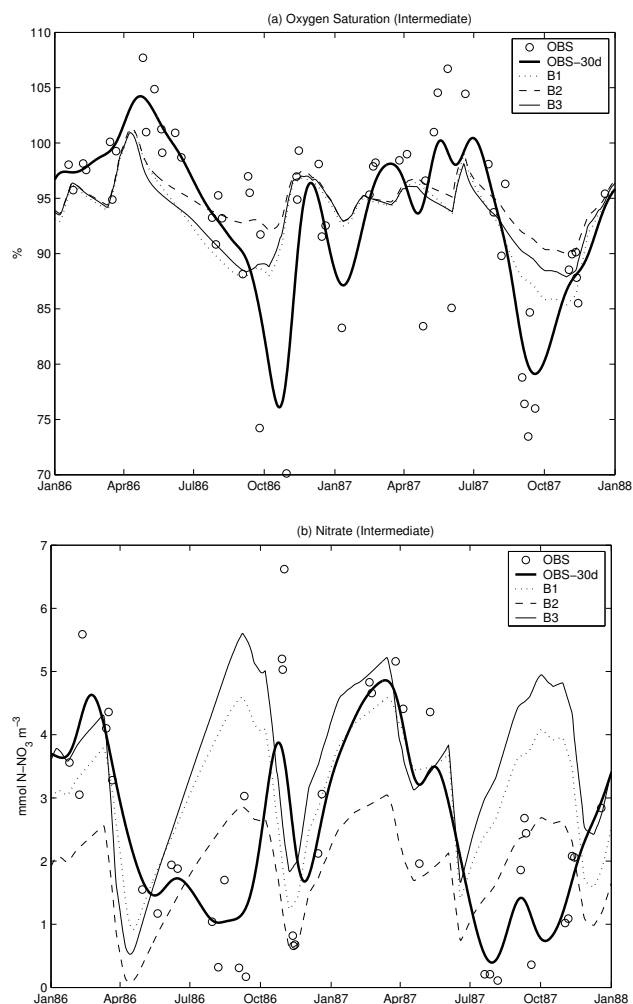 (a) Oxygen Saturation (Intermediate)
110
105
100
95
90
85
80
75
70
%
OBS
OBS−30d
B1
B2
B3
Jan86 Apr86 Jul86 Oct86 Jan87 Apr87 Jul87 Oct87 Jan88
(b) Nitrate (Intermediate)
7
6
5
4
3
2
1
0
mmol N−NO3 m−3
OBS
OBS−30d
B1
B2
B3
Jan86 Apr86 Jul86 Oct86 Jan87 Apr87 Jul87 Oct87 Jan88